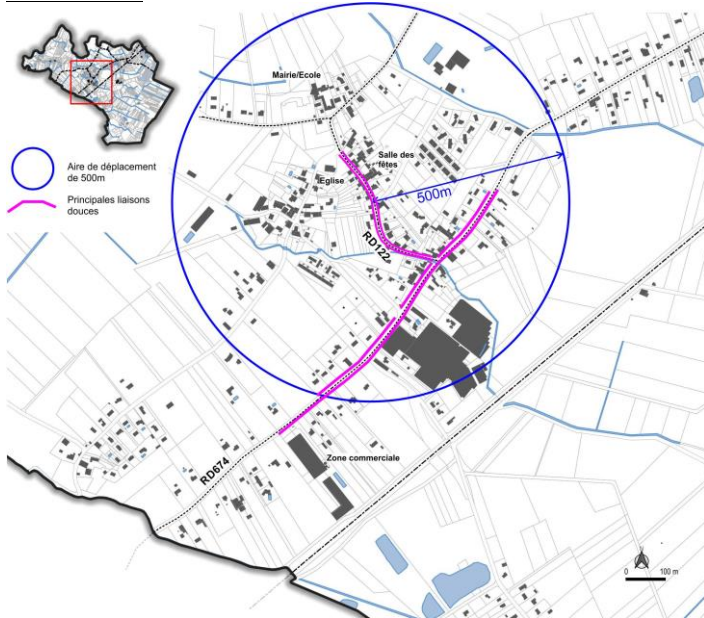 Aire de déplacement
de 500m
Principales liaisons
douces
Mairie/Ecole
Salle des
fêtes
Eglise
500m
RD122
Zone commerciale
RD674
0 100 m